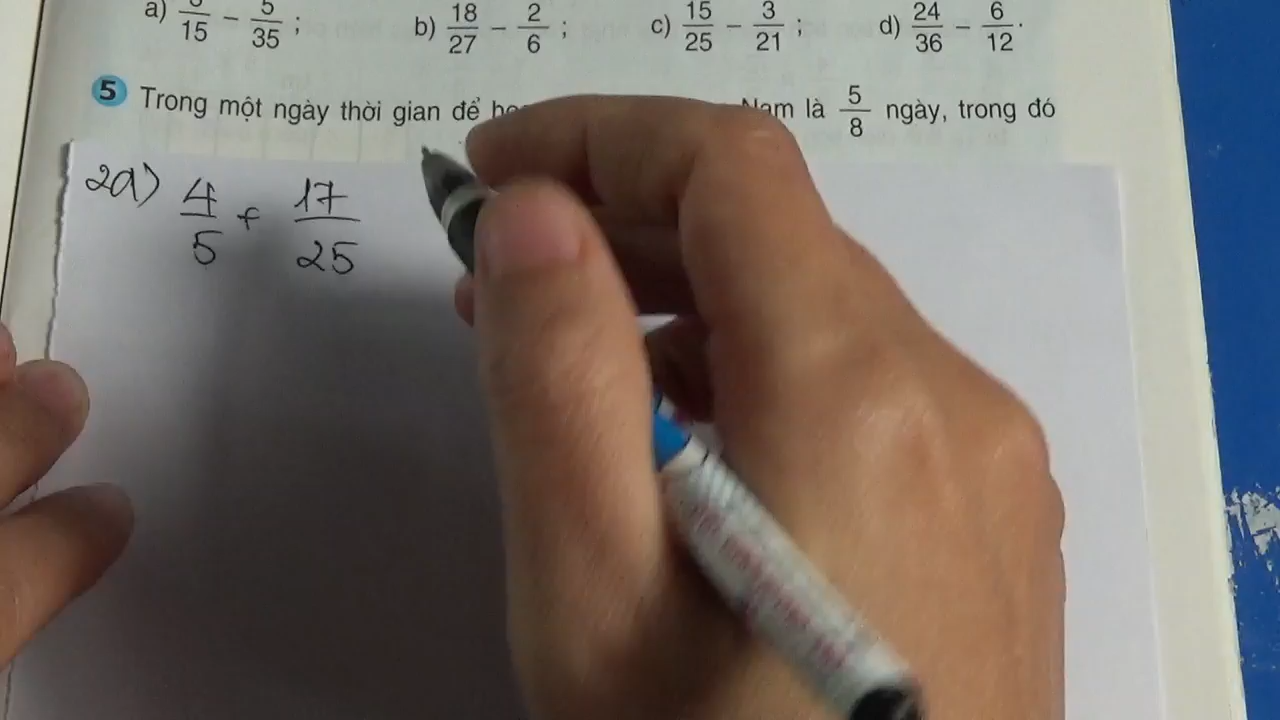 a) /15 − 5/35 ; b) 18/27 − 2/6 ; c) 15/25 − 3/21 ; d) 24/36 − 6/12 .
5 Trong một ngày thời gian để Nam là 5/8 ngày, trong đó
2a) 4/5 + 17/25